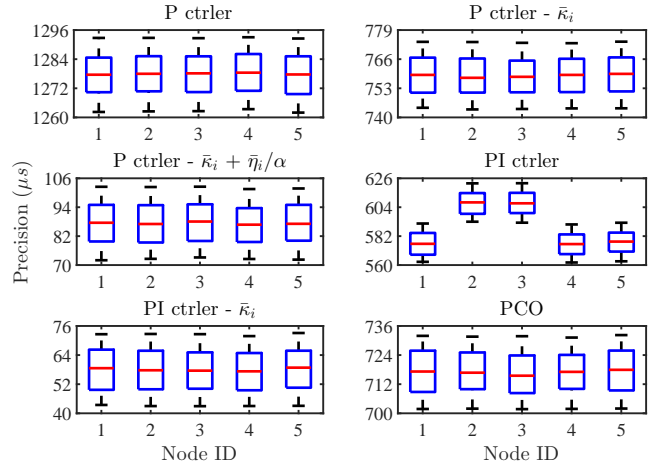 P ctrler
1296
1284
1272
1260
1 2 3 4 5
P ctrler - κ̄ᵢ
779
766
753
740
1 2 3 4 5
Precision (μs)
P ctrler - κ̄ᵢ + η̄ᵢ/α
106
94
82
70
1 2 3 4 5
PI ctrler
626
604
582
560
1 2 3 4 5
PI ctrler - κ̄ᵢ
76
64
52
40
1 2 3 4 5
Node ID
PCO
736
724
712
700
1 2 3 4 5
Node ID